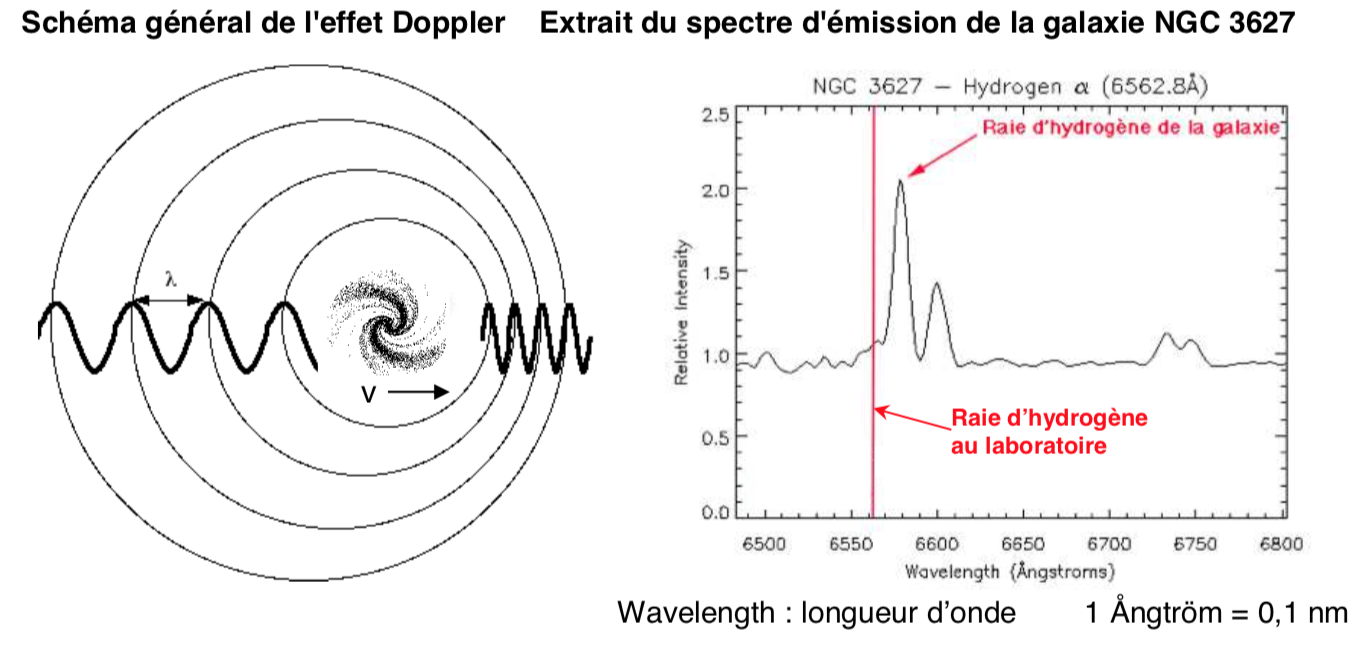 Schéma général de l'effet Doppler
Extrait du spectre d'émission de la galaxie NGC 3627
λ
v
NGC 3627 – Hydrogen α (6562.8Å)
2.5
2.0
1.5
1.0
0.5
0.0
Relative Intensity
Raie d'hydrogène de la galaxie
Raie d'hydrogène
au laboratoire
6500 6550 6600 6650 6700 6750 6800
Wavelength (Ångstroms)
Wavelength : longueur d'onde
1 Ångtröm = 0,1 nm